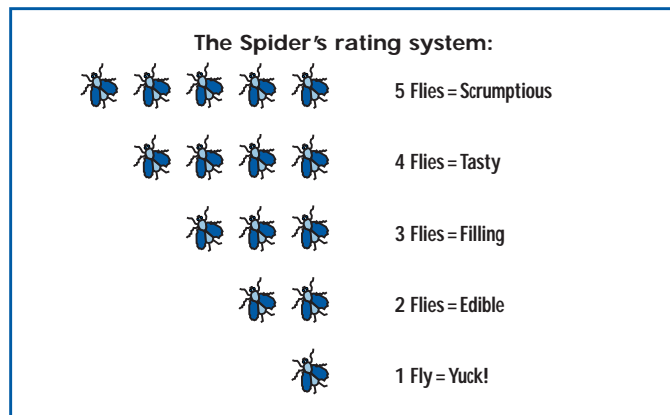 The Spider's rating system:
5 Flies = Scrumptious
4 Flies = Tasty
3 Flies = Filling
2 Flies = Edible
1 Fly = Yuck!